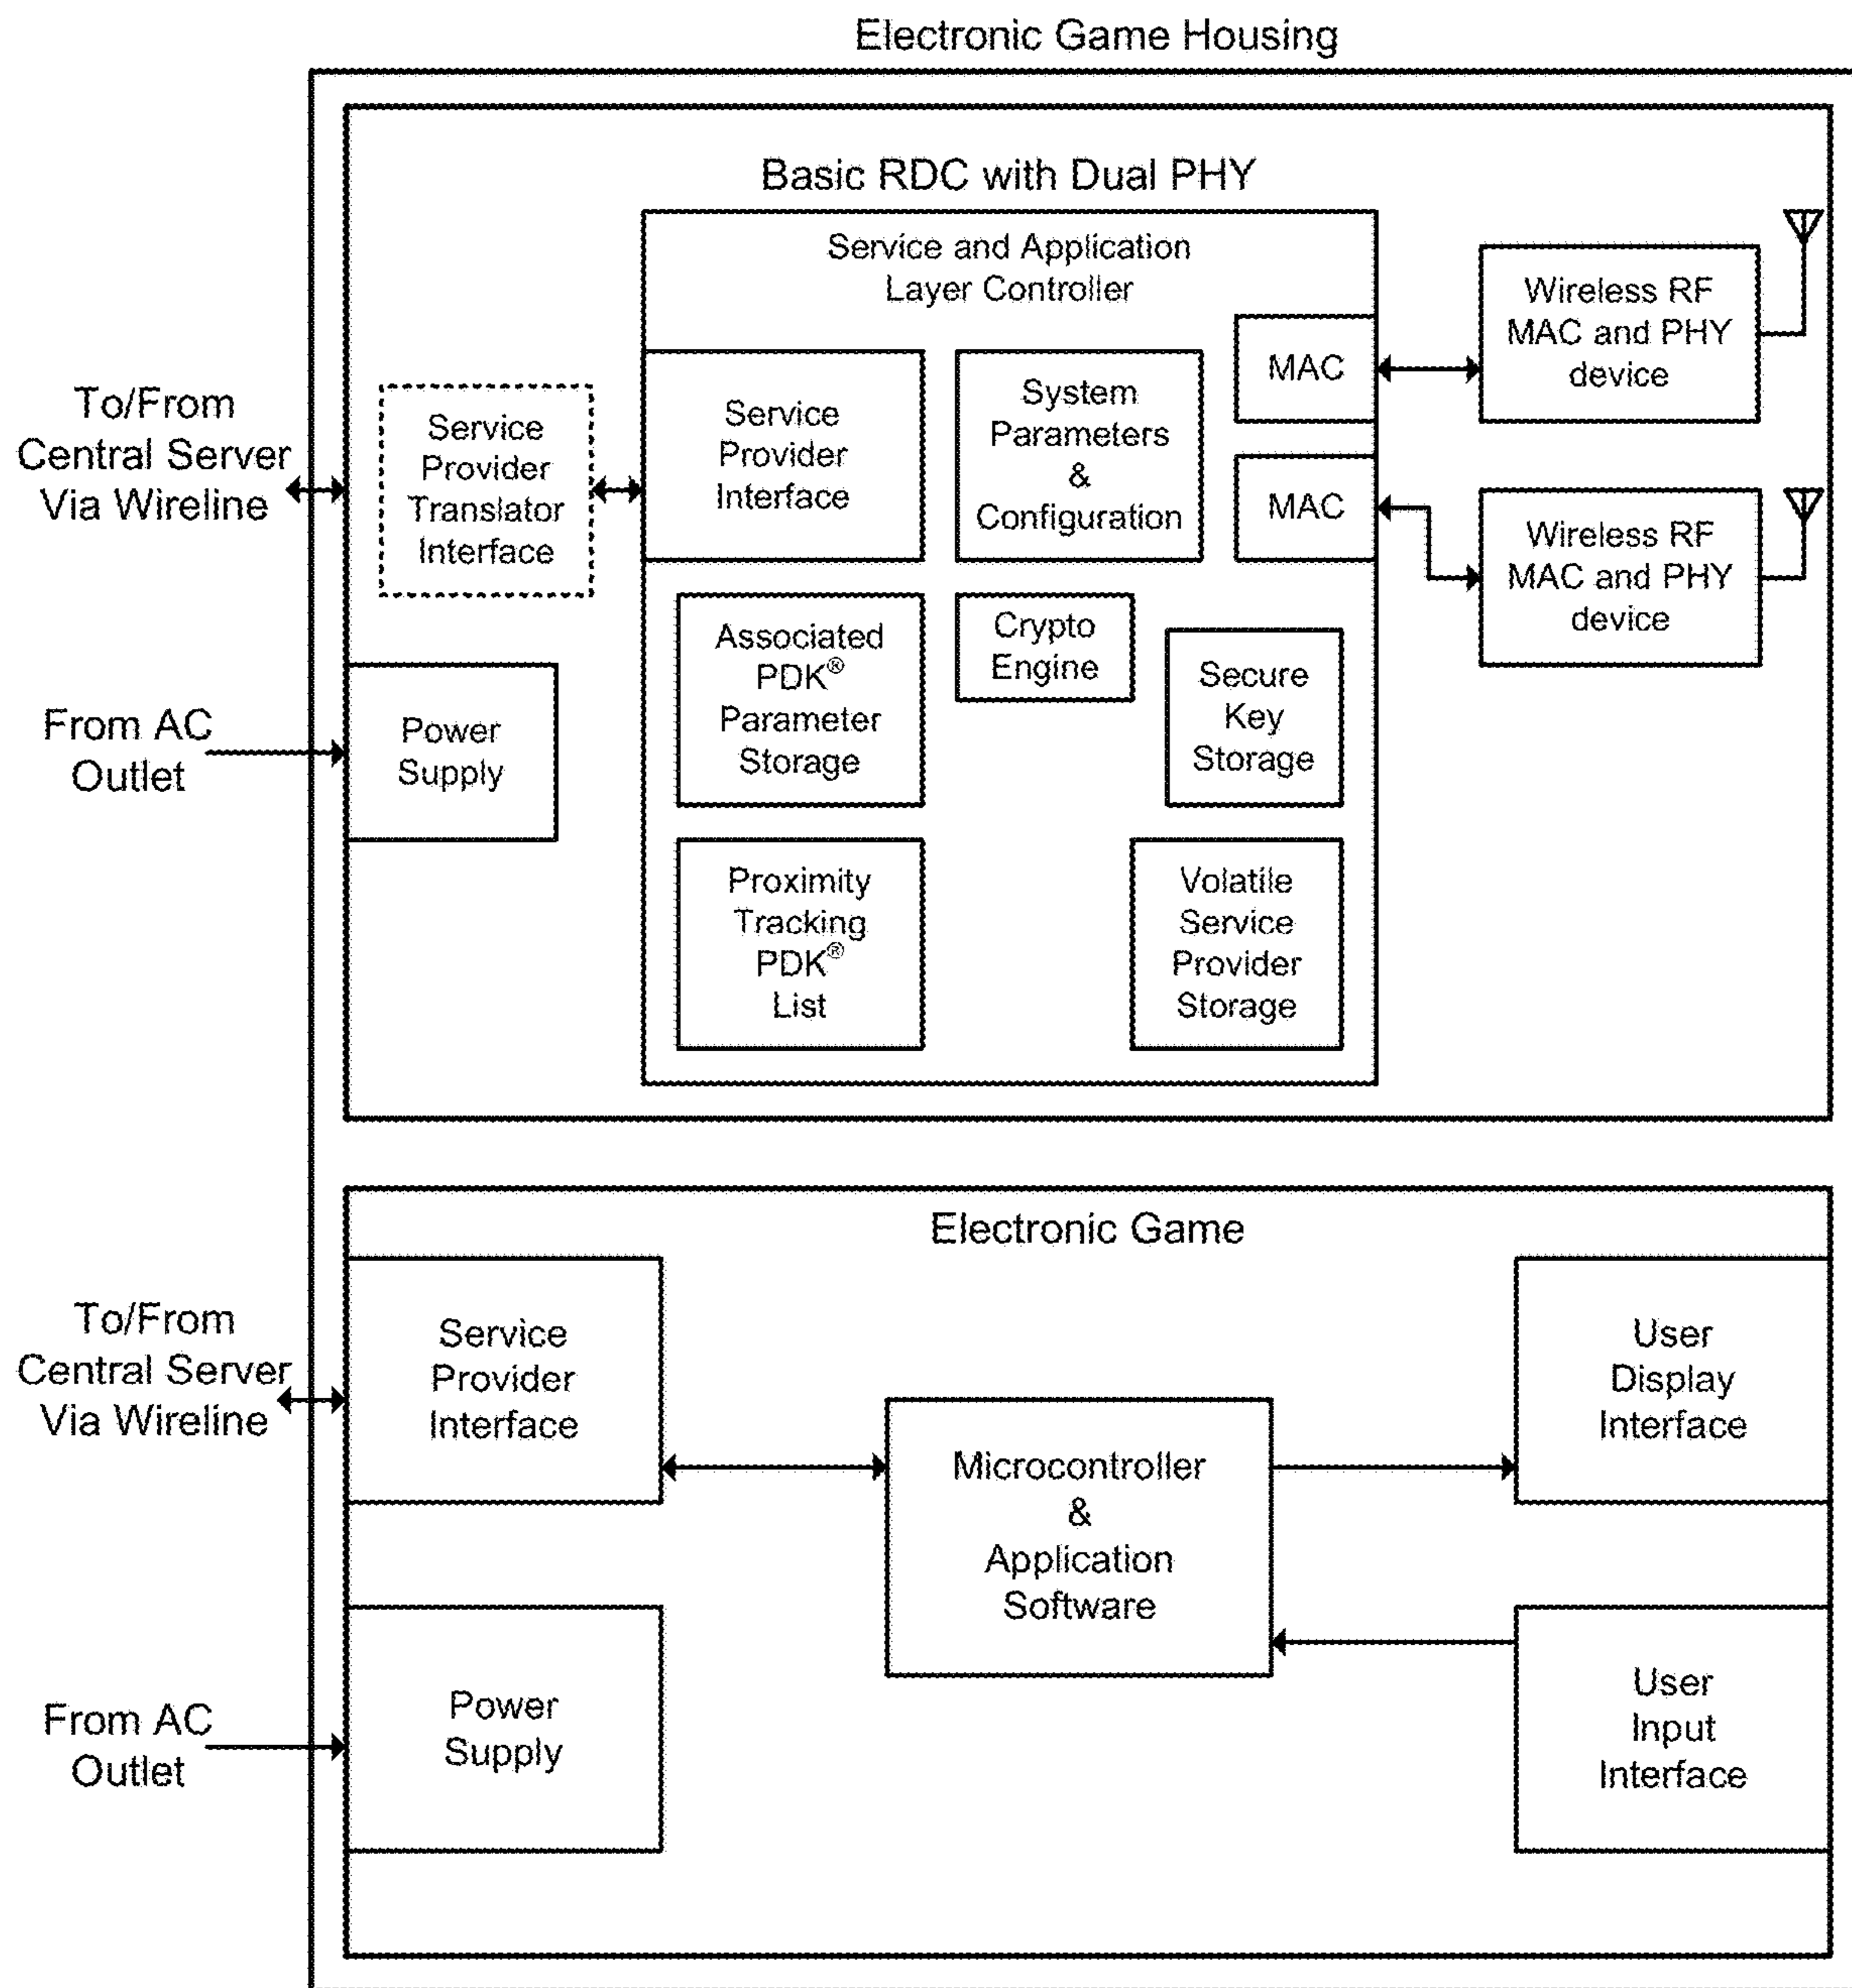 Electronic Game Housing
Basic RDC with Dual PHY
Service and Application
Layer Controller
Wireless RF
MAC and PHY
device
MAC
To/From
Central Server
Via Wireline
Service
Provider
Translator
Interface
Service
Provider
Interface
System
Parameters
&
Configuration
MAC
Wireless RF
MAC and PHY
device
Associated
PDK®
Parameter
Storage
Crypto
Engine
Secure
Key
Storage
From AC
Outlet
Power
Supply
Proximity
Tracking
PDK®
List
Volatile
Service
Provider
Storage
Electronic Game
To/From
Central Server
Via Wireline
Service
Provider
Interface
Microcontroller
&
Application
Software
User
Display
Interface
From AC
Outlet
Power
Supply
User
Input
Interface